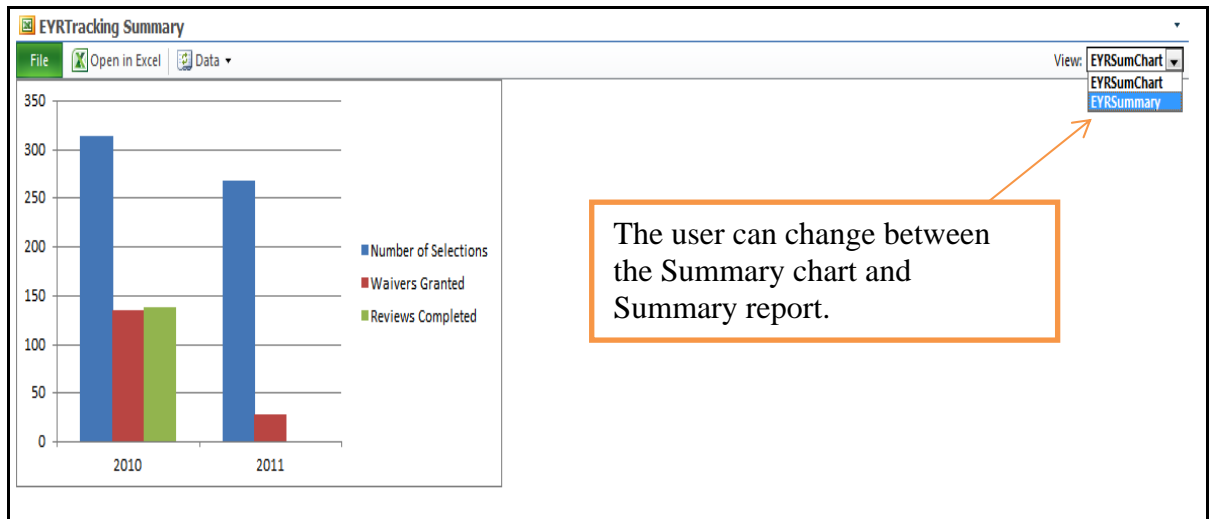 EYRTracking Summary
File Open in Excel Data View: EYRSumChart
EYRSumChart
EYRSummary
350
300
250
200
150
100
50
0
2010 2011
Number of Selections
Waivers Granted
Reviews Completed
The user can change between
the Summary chart and
Summary report.